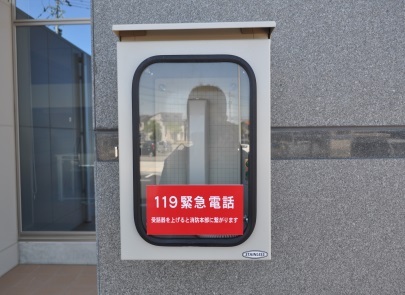 119緊急電話
受話器を上げると消防本部に繋がります